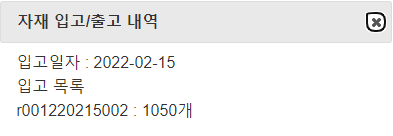 자재 입고/출고 내역
입고일자 : 2022-02-15
입고 목록
r001220215002 : 1050개